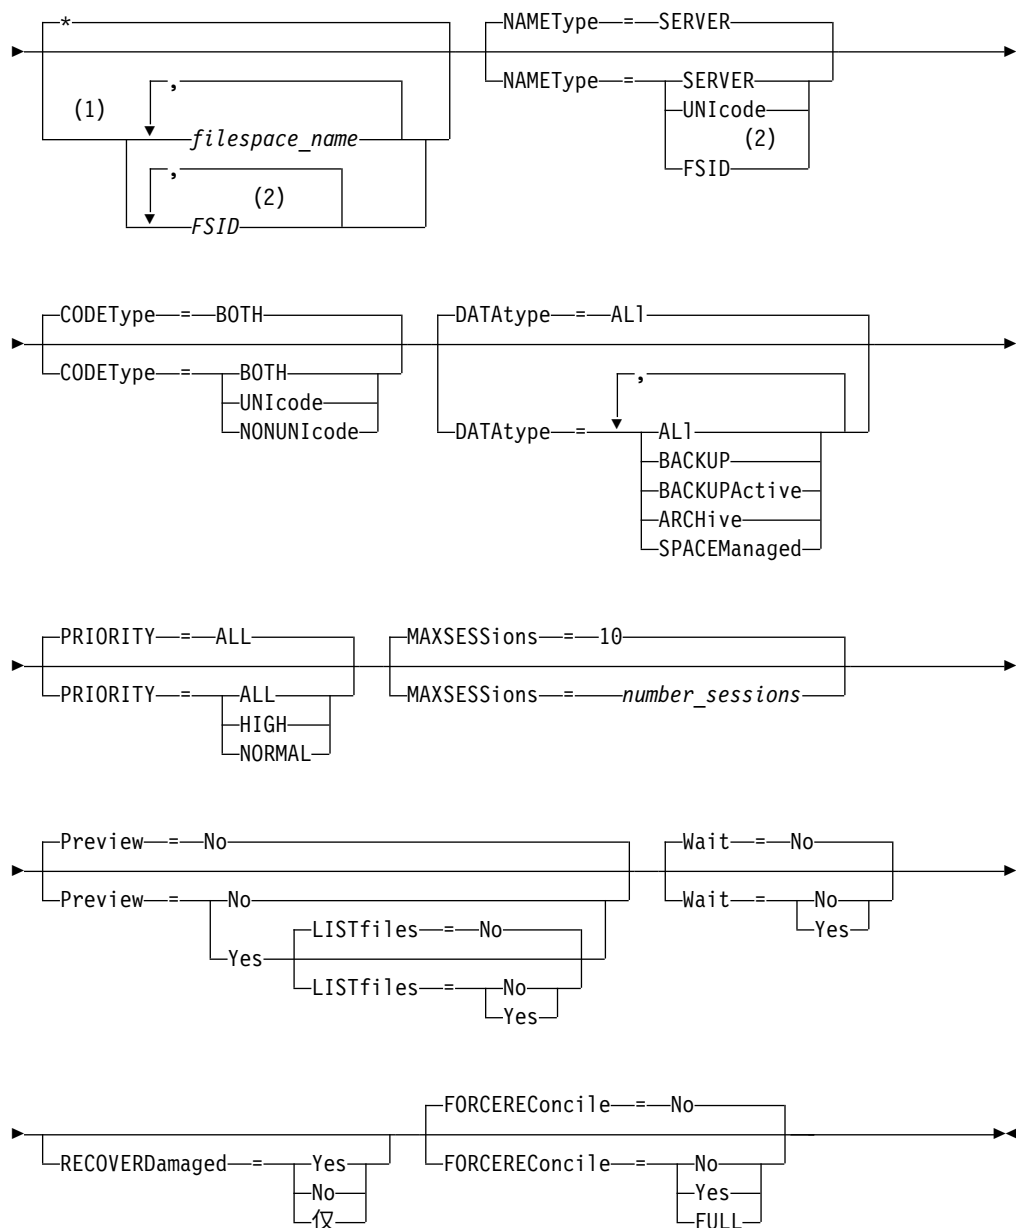 *
,
(1)
filespace_name
,
(2)
FSID
NAMEType = SERVER
NAMEType = SERVER
UNIcode
(2)
FSID
CODEType = BOTH
CODEType = BOTH
UNIcode
NONUNIcode
DATAtype = ALl
,
DATAtype = ALl
BACKUP
BACKUPActive
ARCHive
SPACEManaged
PRIORITY = ALL
PRIORITY = ALL
HIGH
NORMAL
MAXSESSions = 10
MAXSESSions = number_sessions
Preview = No
Preview = No
Yes
LISTfiles = No
LISTfiles = No
Yes
Wait = No
Wait = No
Yes
RECOVERDamaged = Yes
No
仅
FORCEREConcile = No
FORCEREConcile = No
Yes
FULL